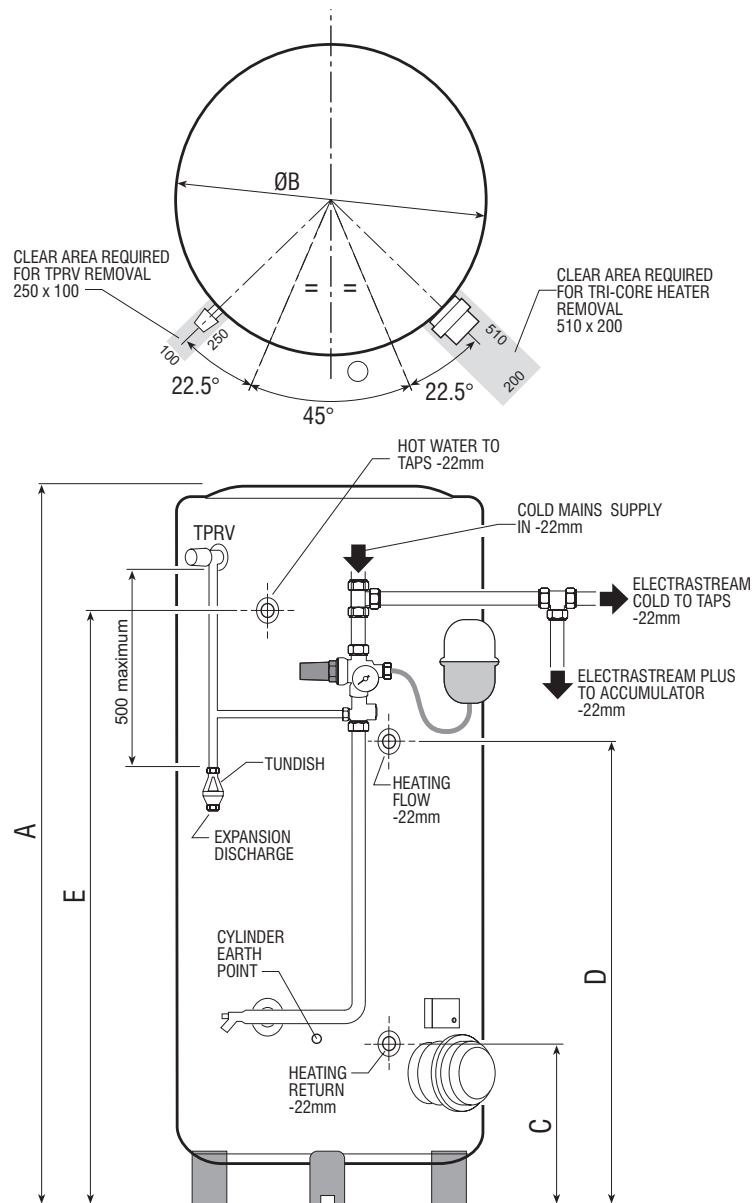 ØB
CLEAR AREA REQUIRED
FOR TPRV REMOVAL
250 x 100
CLEAR AREA REQUIRED
FOR TRI-CORE HEATER
REMOVAL
510 x 200
= =
100
250
510
200
22.5°
45°
22.5°
HOT WATER TO
TAPS -22mm
COLD MAINS SUPPLY
IN -22mm
TPRV
ELECTRASTREAM
COLD TO TAPS
-22mm
500 maximum
ELECTRASTREAM PLUS
TO ACCUMULATOR
-22mm
TUNDISH
HEATING
FLOW
-22mm
EXPANSION
DISCHARGE
A
E
D
CYLINDER
EARTH
POINT
HEATING
RETURN
-22mm
C